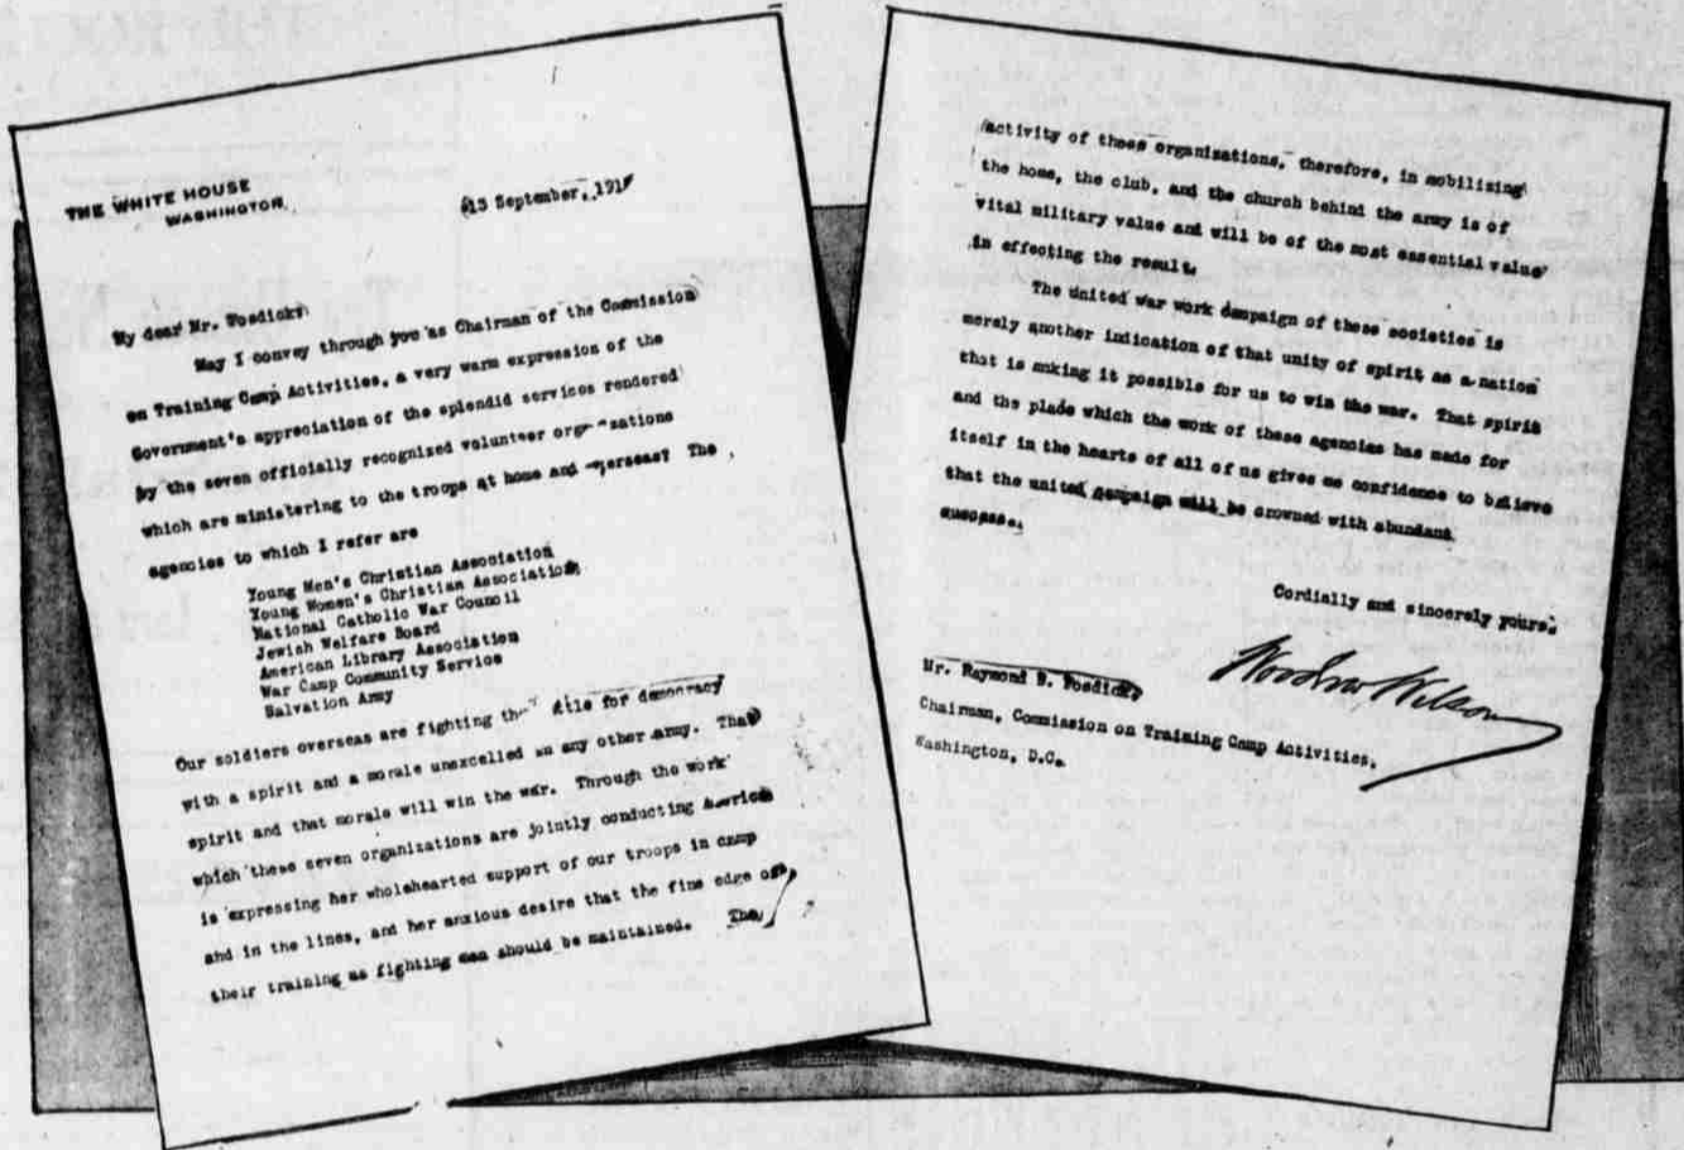 THE WHITE HOUSE
WASHINGTON
13 September, 191
My dear Mr. Fosdick:
May I convey through you as Chairman of the Commission
on Training Camp Activities, a very warm expression of the
Government's appreciation of the splendid services rendered
by the seven officially recognized volunteer organizations
which are ministering to the troops at home and overseas? The
agencies to which I refer are
Young Men's Christian Association
Young Women's Christian Association
National Catholic War Council
Jewish Welfare Board
American Library Association
War Camp Community Service
Salvation Army
Our soldiers overseas are fighting the battle for democracy
with a spirit and a morale unexcelled in any other army. That
spirit and that morale will win the war. Through the work
which these seven organizations are jointly conducting America
is expressing her wholehearted support of our troops in camp
and in the lines, and her anxious desire that the fine edge of
their training as fighting men should be maintained. The
activity of these organizations, therefore, in mobilizing
the home, the club, and the church behind the army is of
vital military value and will be of the most essential value
in effecting the result.
The united war work campaign of these societies is
merely another indication of that unity of spirit as a nation
that is making it possible for us to win the war. That spirit
and the place which the work of these agencies has made for
itself in the hearts of all of us gives me confidence to believe
that the united campaign will be crowned with abundant
success.
Cordially and sincerely yours,
Woodrow Wilson
Mr. Raymond B. Fosdick,
Chairman, Commission on Training Camp Activities,
Washington, D.C.